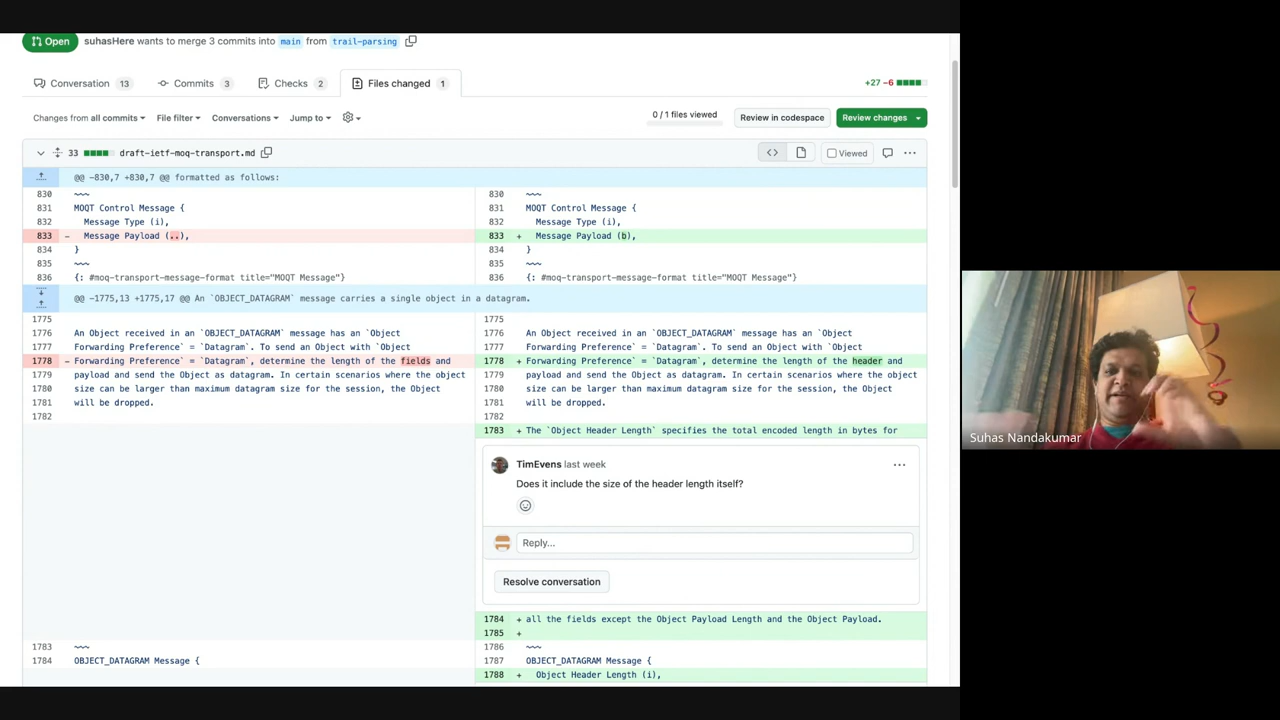 Open suhasHere wants to merge 3 commits into main from trail-parsing
Conversation 13 Commits 3 Checks 2 Files changed 1 +27 −6
Changes from all commits File filter Conversations Jump to 0 / 1 files viewed Review in codespace Review changes
33 draft-ietf-moq-transport.md Viewed
@@ -830,7 +830,7 @@ formatted as follows:
830 ~~~ 830 ~~~
831 MOQT Control Message { 831 MOQT Control Message {
832 Message Type (i), 832 Message Type (i),
833 - Message Payload (..), 833 + Message Payload (b),
834 } 834 }
835 ~~~ 835 ~~~
836 {: #moq-transport-message-format title="MOQT Message"} 836 {: #moq-transport-message-format title="MOQT Message"}
@@ -1775,13 +1775,17 @@ An `OBJECT_DATAGRAM` message carries a single object in a datagram.
1775 1775
1776 An Object received in an `OBJECT_DATAGRAM` message has an `Object 1776 An Object received in an `OBJECT_DATAGRAM` message has an `Object
1777 Forwarding Preference` = `Datagram`. To send an Object with `Object 1777 Forwarding Preference` = `Datagram`. To send an Object with `Object
1778 - Forwarding Preference` = `Datagram`, determine the length of the fields and 1778 + Forwarding Preference` = `Datagram`, determine the length of the header and
1779 payload and send the Object as datagram. In certain scenarios where the object 1779 payload and send the Object as datagram. In certain scenarios where the object
1780 size can be larger than maximum datagram size for the session, the Object 1780 size can be larger than maximum datagram size for the session, the Object
1781 will be dropped. 1781 will be dropped.
1782 1782
1783 + The `Object Header Length` specifies the total encoded length in bytes for
TimEvens last week
Does it include the size of the header length itself?
Reply...
Resolve conversation
1784 + all the fields except the Object Payload Length and the Object Payload.
1785 +
1783 ~~~ 1786 ~~~
1784 OBJECT_DATAGRAM Message { 1787 OBJECT_DATAGRAM Message {
1788 + Object Header Length (i),
Suhas Nandakumar